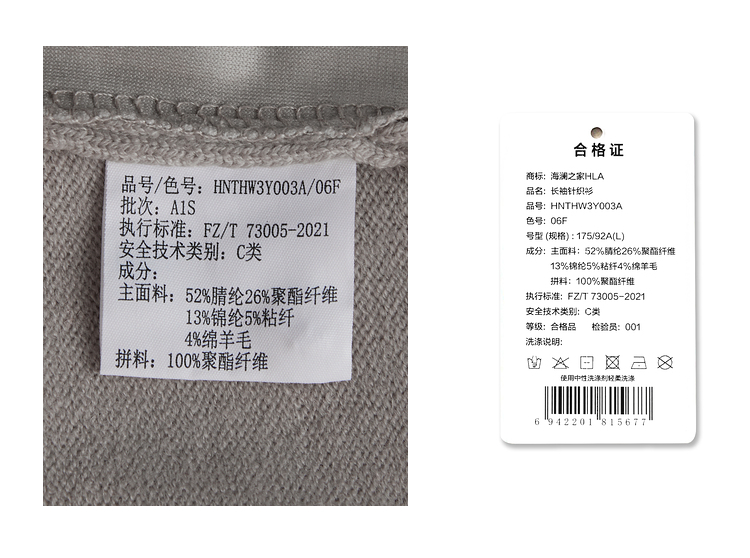 品号/色号: HNTHW3Y003A/06F
批次: A1S
执行标准: FZ/T 73005-2021
安全技术类别: C类
成分:
主面料: 52%腈纶26%聚酯纤维
13%锦纶5%粘纤
4%绵羊毛
拼料: 100%聚酯纤维
合格证
商标: 海澜之家HLA
品名: 长袖针织衫
品号: HNTHW3Y003A
色号: 06F
号型 (规格) : 175/92A(L)
成分: 主面料: 52%腈纶26%聚酯纤维
13%锦纶5%粘纤4%绵羊毛
拼料: 100%聚酯纤维
执行标准: FZ/T 73005-2021
安全技术类别: C类
等级: 合格品 检验员: 001
洗涤说明:
使用中性洗涤剂轻柔洗涤
6 942201 815677